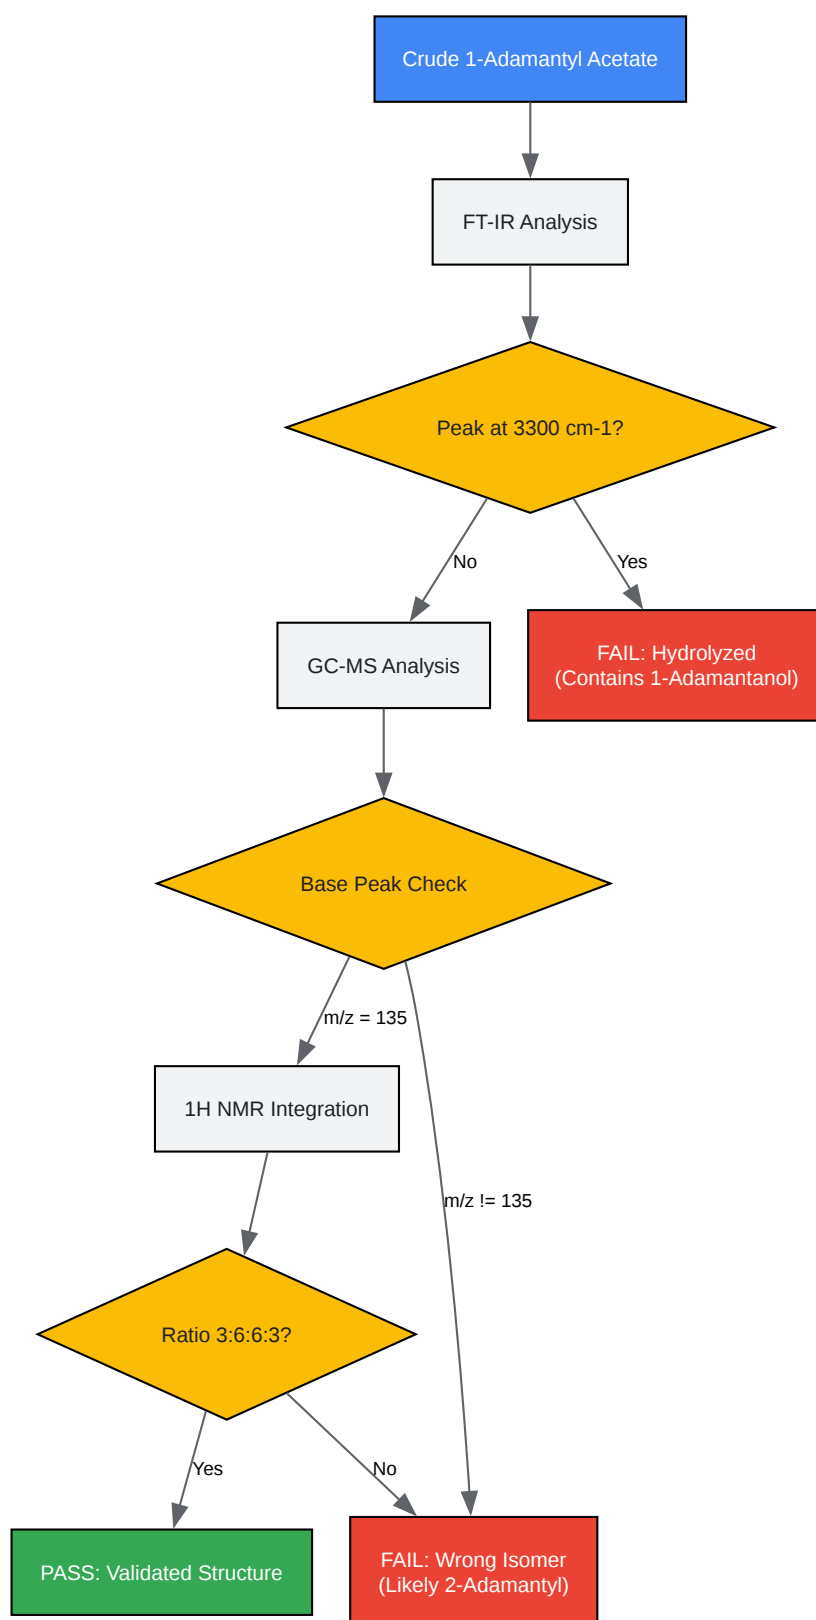 Crude 1-Adamantyl Acetate
FT-IR Analysis
Peak at 3300 cm-1?
No
Yes
GC-MS Analysis
FAIL: Hydrolyzed
(Contains 1-Adamantanol)
Base Peak Check
m/z = 135
1H NMR Integration
m/z != 135
Ratio 3:6:6:3?
Yes
No
PASS: Validated Structure
FAIL: Wrong Isomer
(Likely 2-Adamantyl)